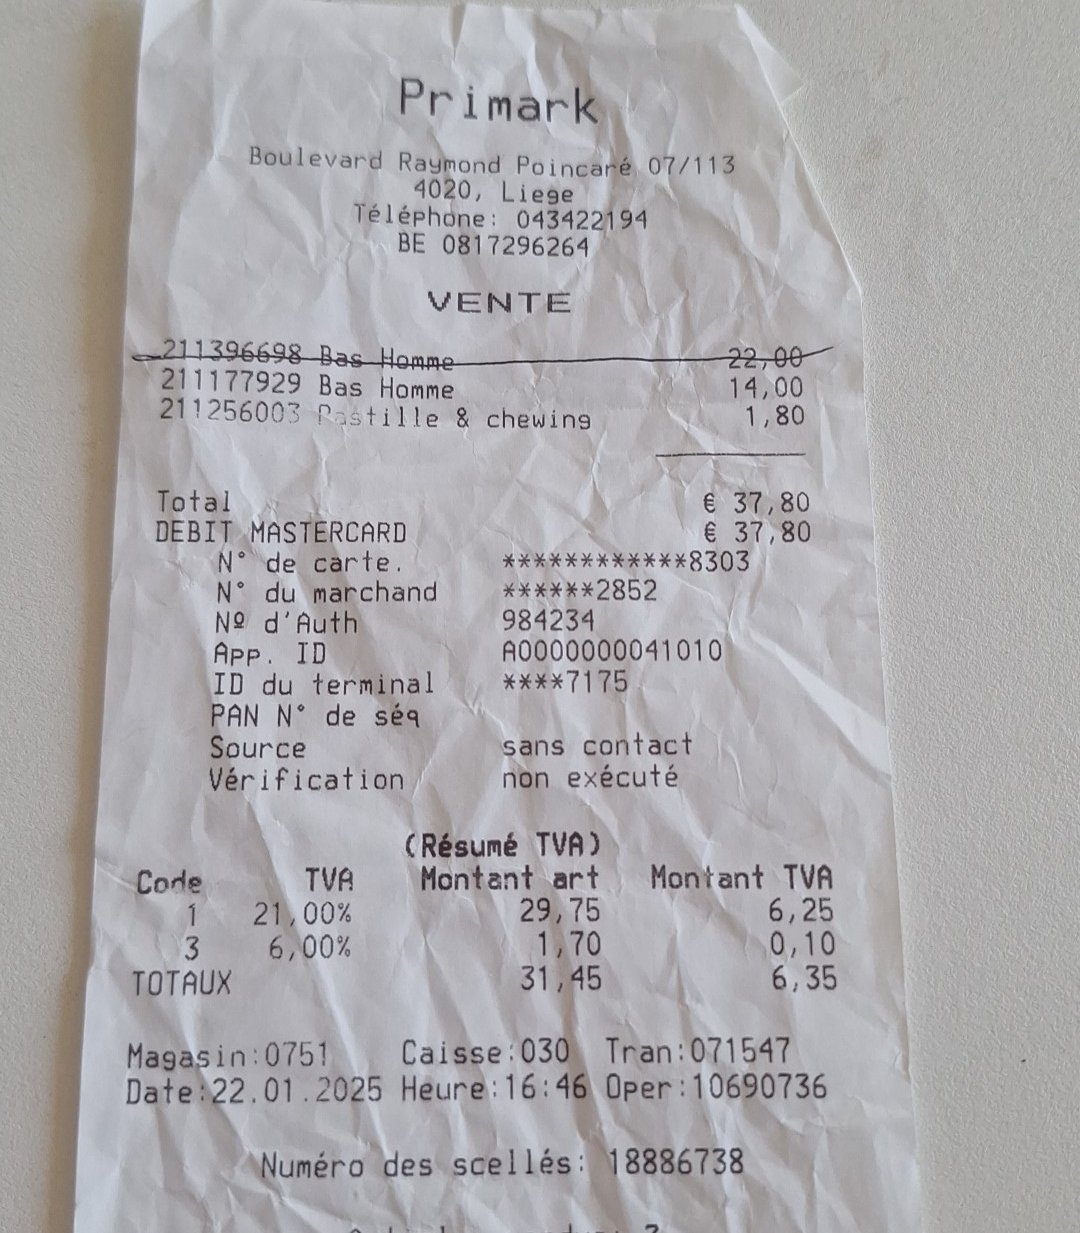 Primark
Boulevard Raymond Poincaré 07/113
4020, Liege
Téléphone: 043422194
BE 0817296264
VENTE
211396698 Bas Homme 22,00
211177929 Bas Homme 14,00
211256003 Pastille & chewing 1,80
Total € 37,80
DEBIT MASTERCARD € 37,80
N° de carte. ************8303
N° du marchand ******2852
Nº d'Auth 984234
App. ID A0000000041010
ID du terminal ****7175
PAN N° de séq
Source sans contact
Vérification non exécuté
(Résumé TVA)
Code TVA Montant art Montant TVA
1 21,00% 29,75 6,25
3 6,00% 1,70 0,10
TOTAUX 31,45 6,35
Magasin:0751 Caisse:030 Tran:071547
Date:22.01.2025 Heure:16:46 Oper:10690736
Numéro des scellés: 18886738